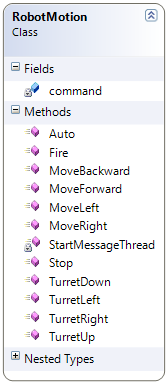 RobotMotion
Class
Fields
command
Methods
Auto
Fire
MoveBackward
MoveForward
MoveLeft
MoveRight
StartMessageThread
Stop
TurretDown
TurretLeft
TurretRight
TurretUp
Nested Types